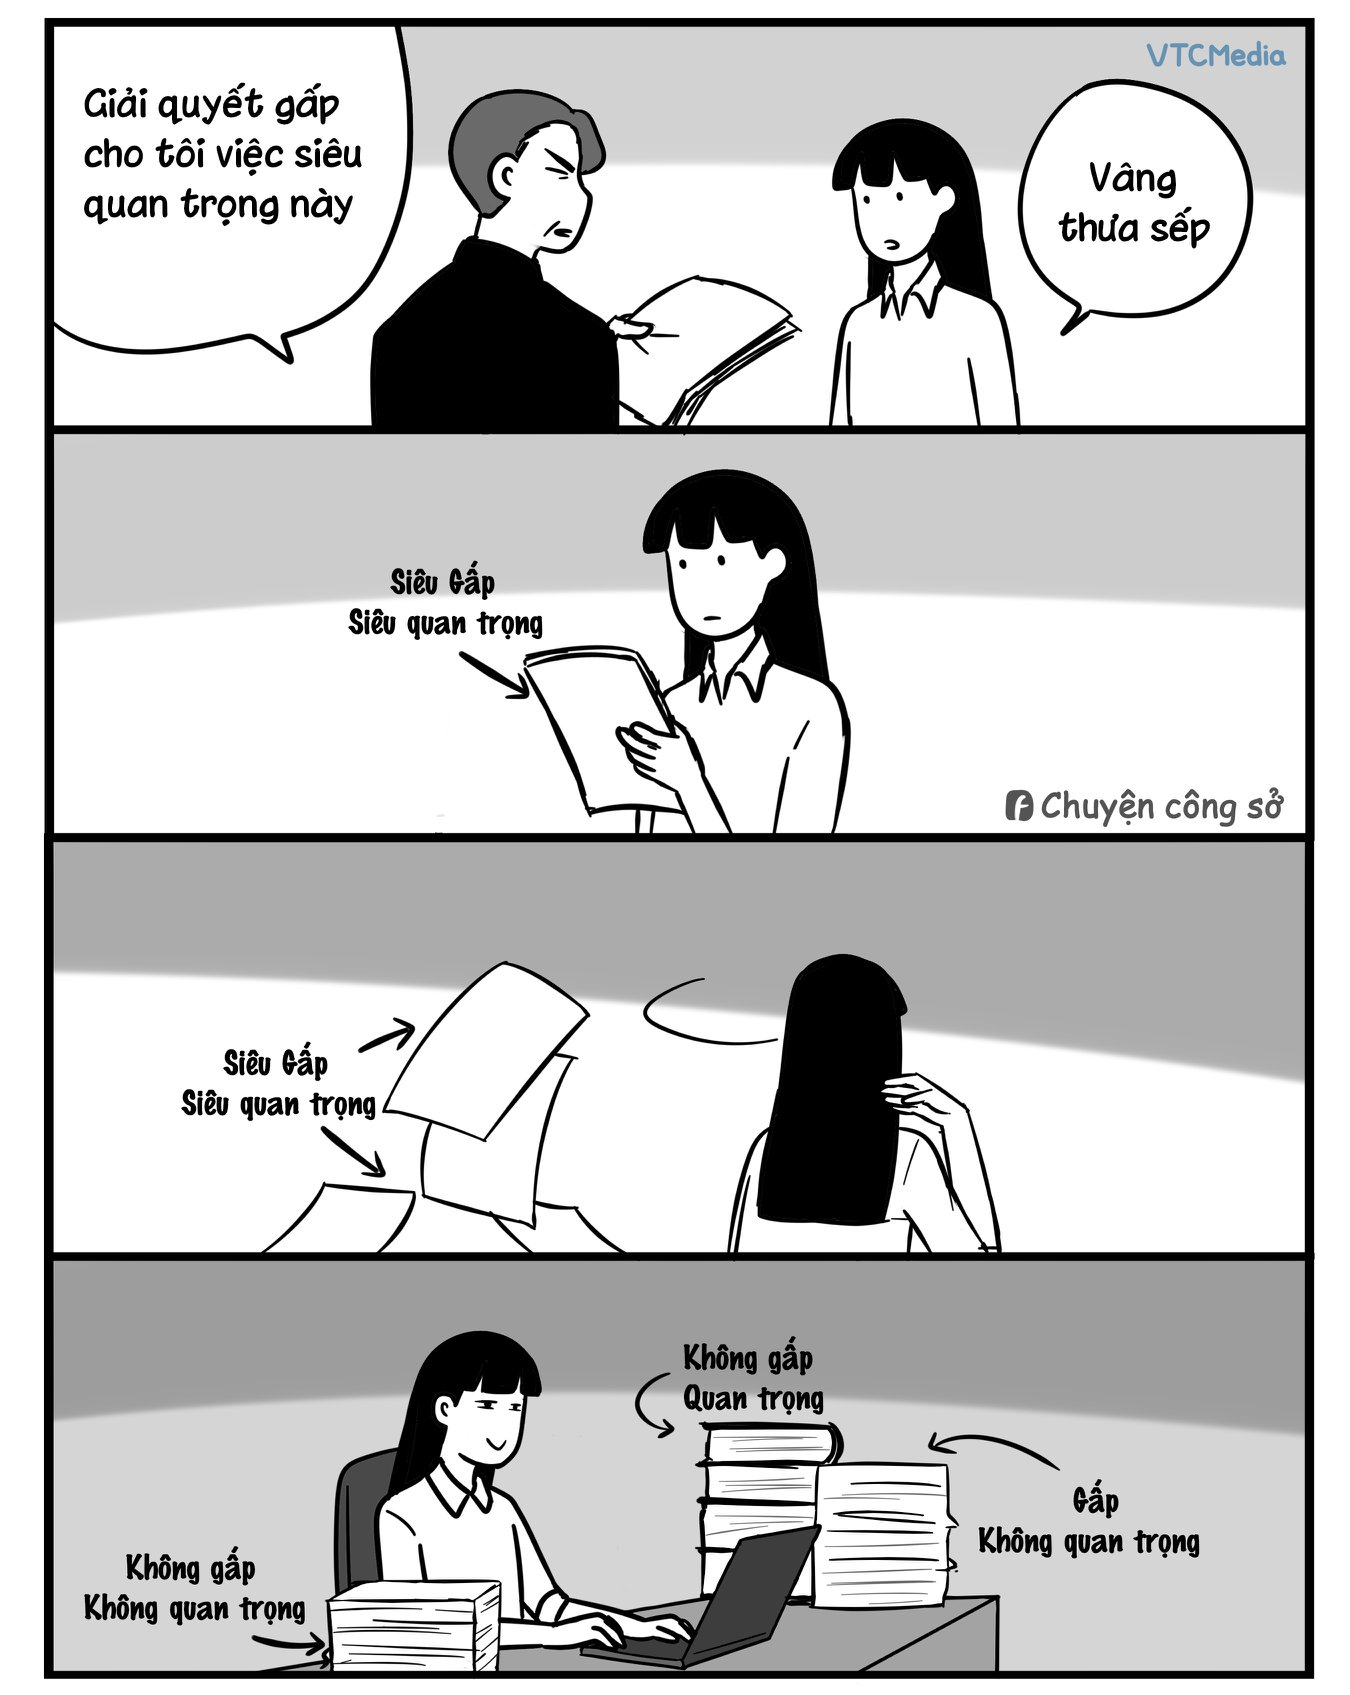 VTCMedia
Giải quyết gấp
cho tôi việc siêu
quan trọng này
Vâng
thưa sếp
Siêu Gấp
Siêu quan trọng
Chuyện công sở
Siêu Gấp
Siêu quan trọng
Không gấp
Quan trọng
Gấp
Không quan trọng
Không gấp
Không quan trọng